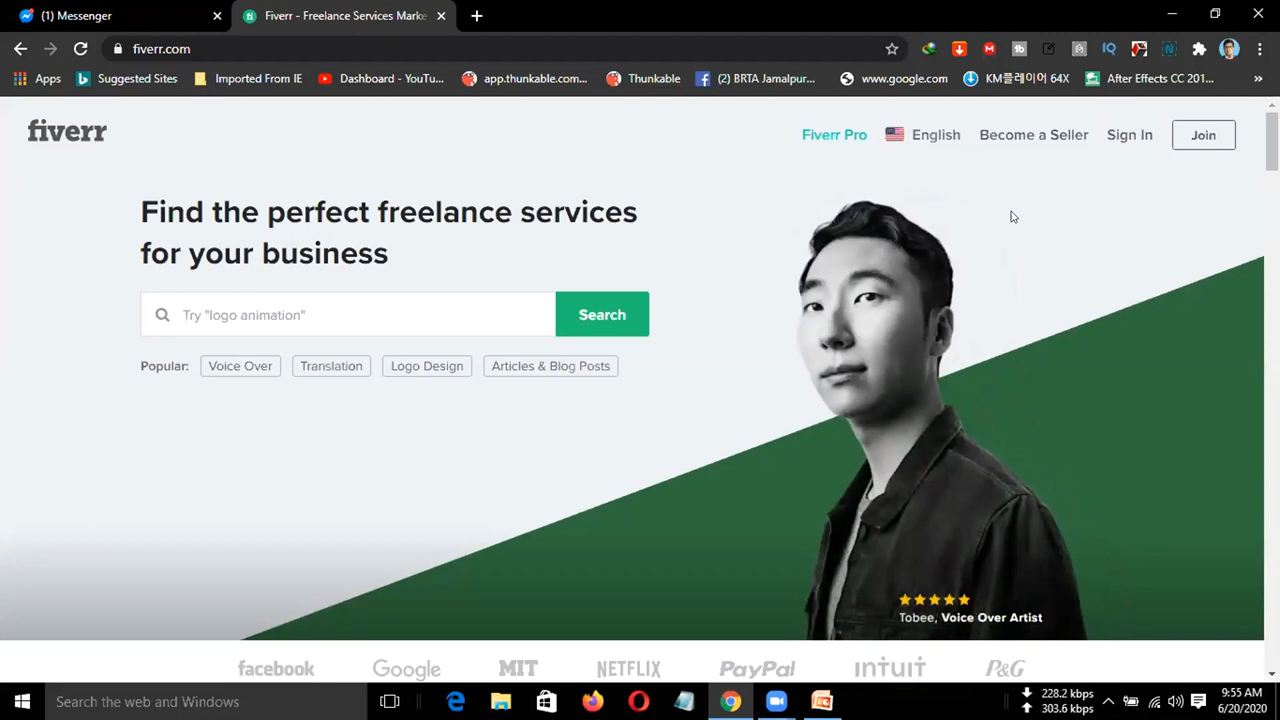 (1) Messenger
Fiverr - Freelance Services Marke
fiverr.com
Apps
Suggested Sites
Imported From IE
Dashboard - YouTu...
app.thunkable.com...
Thunkable
(2) BRTA Jamalpur...
www.google.com
KM플레이어 64X
After Effects CC 201...
fiverr
Fiverr Pro
English
Become a Seller
Sign In
Join
Find the perfect freelance services
for your business
Try "logo animation"
Search
Popular:
Voice Over
Translation
Logo Design
Articles & Blog Posts
Tobee, Voice Over Artist
facebook
Google
MIT
NETFLIX
PayPal
intuit
P&G
Search the web and Windows
228.2 kbps
303.6 kbps
9:55 AM
6/20/2020